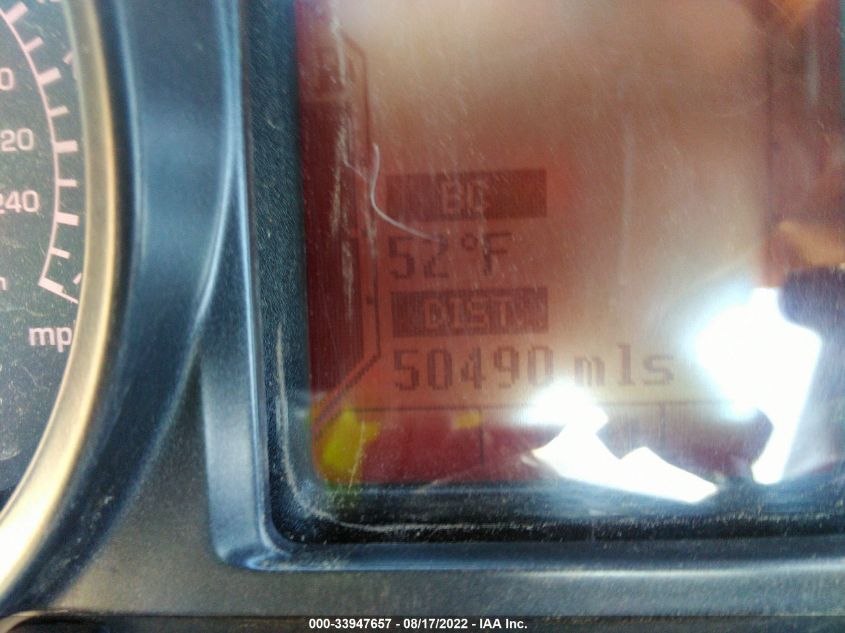 20
240
mp
BC
52°F
DIST.
50490 mls
000-33947657 - 08/17/2022 - IAA Inc.